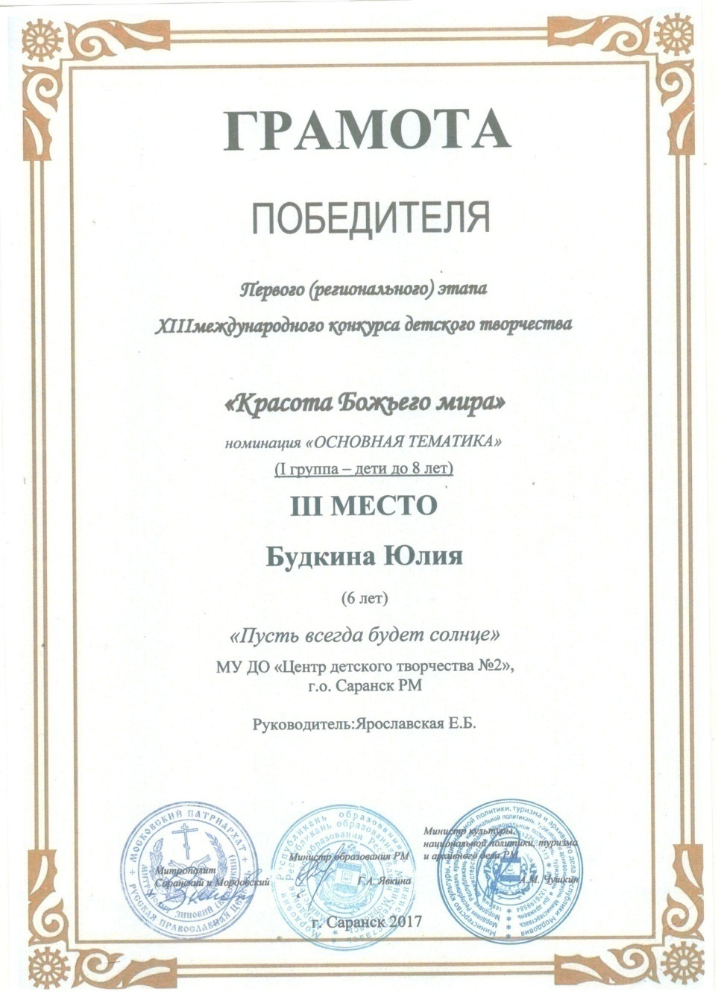 ГРАМОТА
ПОБЕДИТЕЛЯ
Первого (регионального) этапа
XIIIмеждународного конкурса детского творчества
«Красота Божьего мира»
номинация «ОСНОВНАЯ ТЕМАТИКА»
(I группа – дети до 8 лет)
III МЕСТО
Будкина Юлия
(6 лет)
«Пусть всегда будет солнце»
МУ ДО «Центр детского творчества №2»,
г.о. Саранск РМ
Руководитель:Ярославская Е.Б.
МОСКОВСКИЙ ПАТРИАРХАТ
РУССКАЯ ПРАВОСЛАВНАЯ ЦЕРКОВЬ
Митрополит
Саранский и Мордовский
Министр образования РМ
Г.А. Явкина
Министр культуры,
национальной политики, туризма
и архивного дела РМ
А.М. Чушкин
г. Саранск 2017